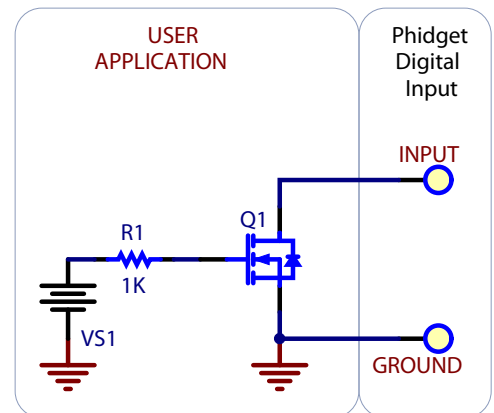 USER
APPLICATION
Phidget
Digital
Input
INPUT
Q1
R1
1K
VS1
GROUND